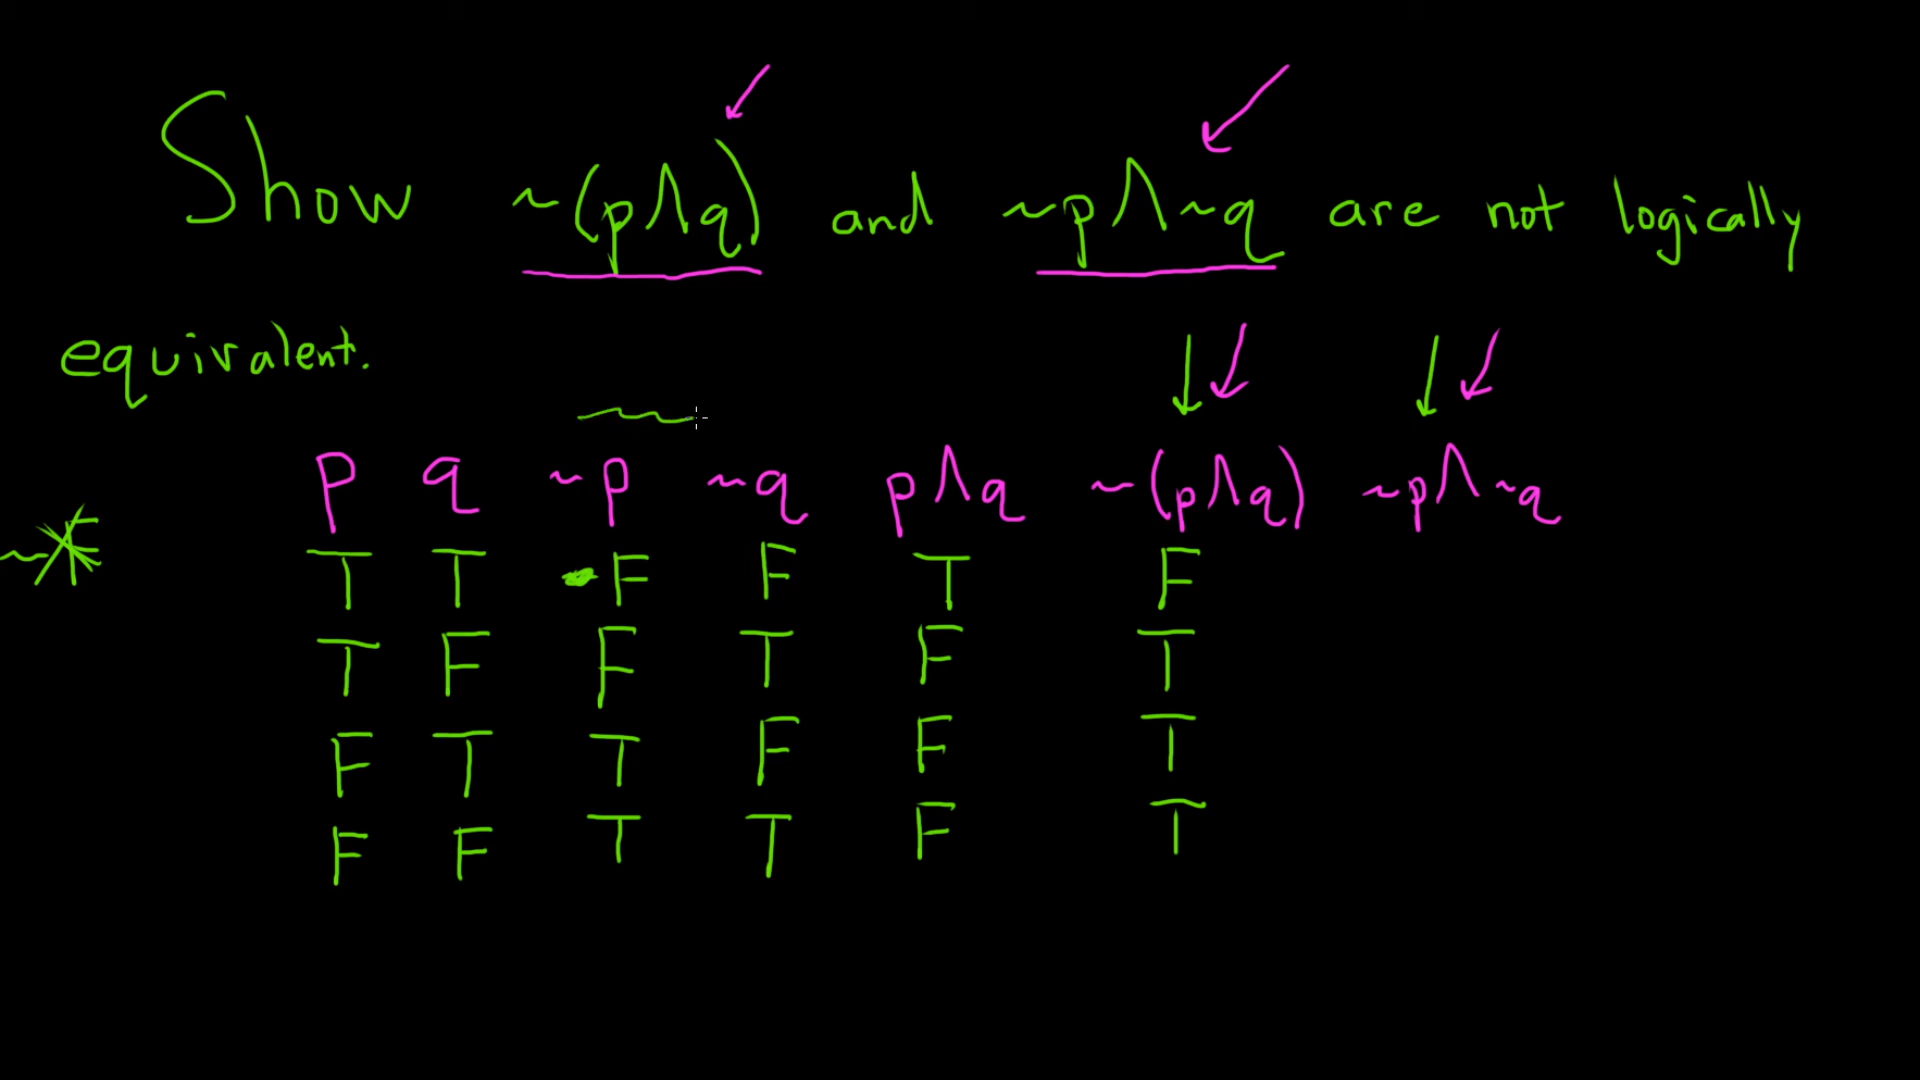 Show ~(p∧q) and ~p∧~q are not logically
equivalent.
p q ~p ~q p∧q ~(p∧q) ~p∧~q
T T F F T F
T F F T F T
F T T F F T
F F T T F T